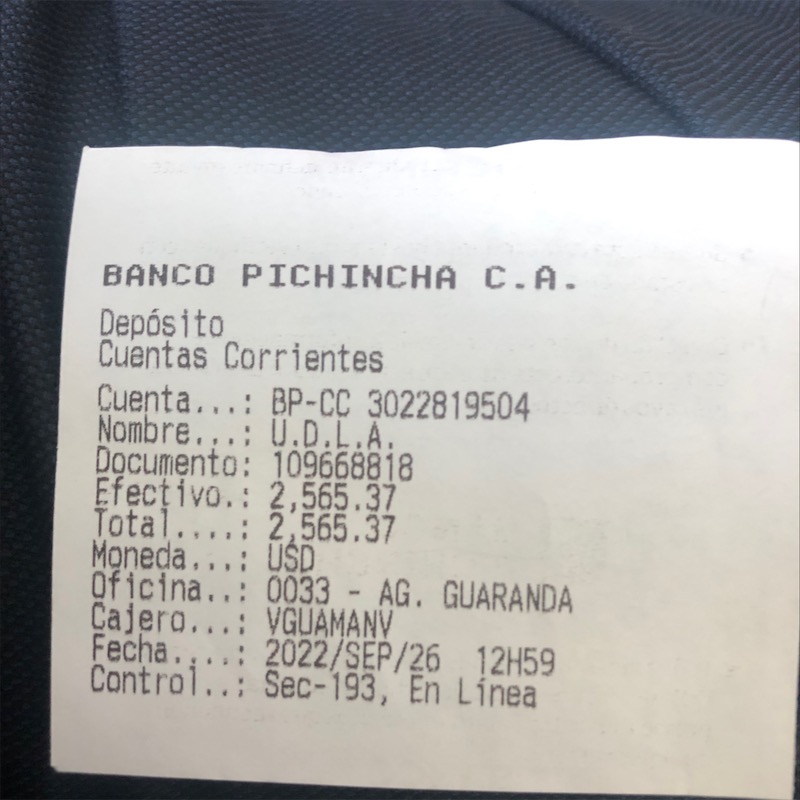 BANCO PICHINCHA C.A.
Depósito
Cuentas Corrientes
Cuenta...: BP-CC 3022819504
Nombre...: U.D.L.A.
Documento: 109668818
Efectivo.: 2,565.37
Total....: 2,565.37
Moneda...: USD
Oficina..: 0033 - AG. GUARANDA
Cajero...: VGUAMANV
Fecha....: 2022/SEP/26 12H59
Control..: Sec-193, En Línea